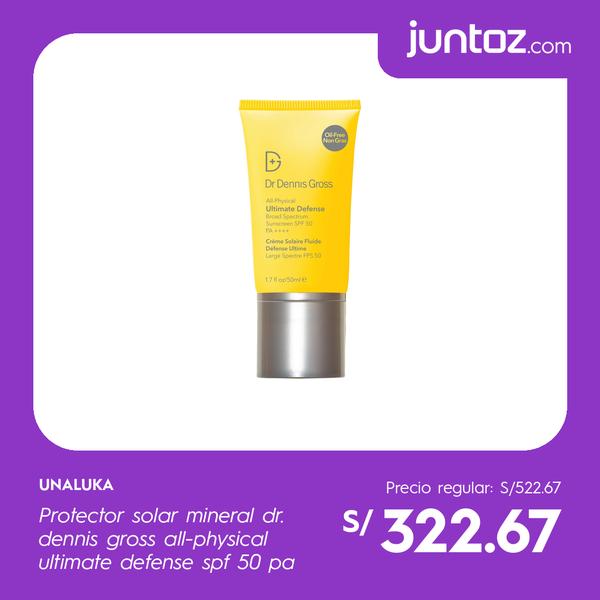 juntoz.com
Oil-Free
Non Gras
Dr Dennis Gross
All-Physical
Ultimate Defense
Broad Spectrum
Sunscreen SPF 50
PA ++++
Crème Solaire Fluide
Défense Ultime
Large Spectre FPS 50
1.7 fl oz/50ml e
UNALUKA
Protector solar mineral dr.
dennis gross all-physical
ultimate defense spf 50 pa
Precio regular: S/522.67
S/322.67